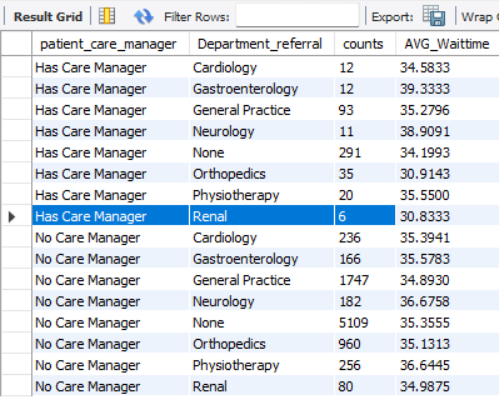 Result Grid Filter Rows: Export: Wrap
patient_care_manager Department_referral counts AVG_Waittime
Has Care Manager Cardiology 12 34.5833
Has Care Manager Gastroenterology 12 39.3333
Has Care Manager General Practice 93 35.2796
Has Care Manager Neurology 11 38.9091
Has Care Manager None 291 34.1993
Has Care Manager Orthopedics 35 30.9143
Has Care Manager Physiotherapy 20 35.5500
Has Care Manager Renal 6 30.8333
No Care Manager Cardiology 236 35.3941
No Care Manager Gastroenterology 166 35.5783
No Care Manager General Practice 1747 34.8930
No Care Manager Neurology 182 36.6758
No Care Manager None 5109 35.3555
No Care Manager Orthopedics 960 35.1313
No Care Manager Physiotherapy 256 36.6445
No Care Manager Renal 80 34.9875